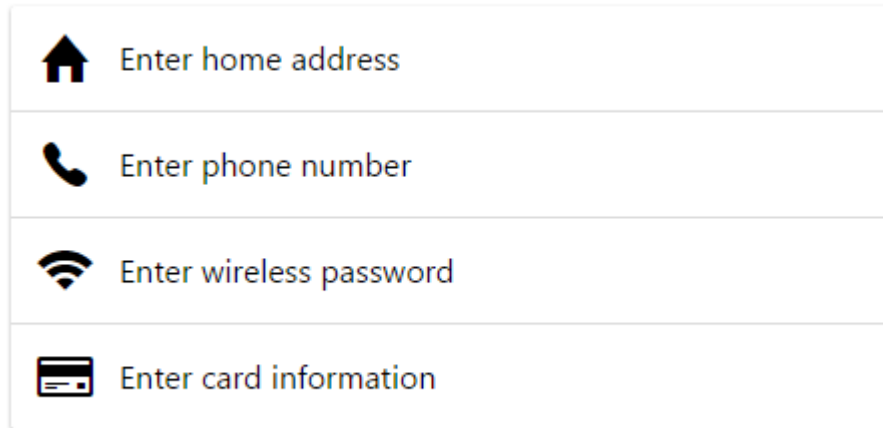 Enter home address
Enter phone number
Enter wireless password
Enter card information